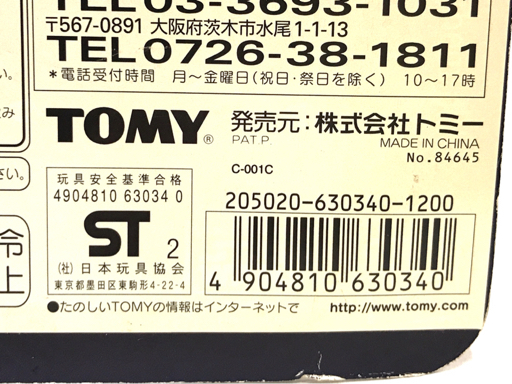 TEL03-3693-1031
〒567-0891 大阪府茨木市水尾1-1-13
TEL0726-38-1811
*電話受付時間 月〜金曜日(祝日・祭日を除く) 10〜17時
TOMY® 発売元:株式会社トミー
PAT P. MADE IN CHINA
No.84645
C-001C
玩具安全基準合格
4904810 63034 0
ST 2
(社)日本玩具協会
東京都墨田区東駒形4-22-4
205020-630340-1200
4 904810 630340
●たのしいTOMYの情報はインターネットで http://www.tomy.com/
い。
さい。
冷
上